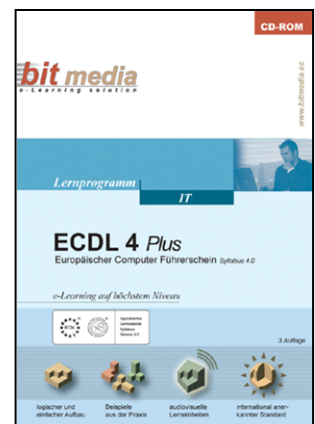 CD-ROM
bit media
e-Learning solution
www.bitmedia.cc
Lernprogramm
IT
ECDL 4 Plus
Europäischer Computer Führerschein Syllabus 4.0
e-Learning auf höchstem Niveau
ECDL
3.Auflage
logischer und
einfacher Aufbau
Beispiele
aus der Praxis
audiovisuelle
Lerneinheiten
international aner-
kannter Standard